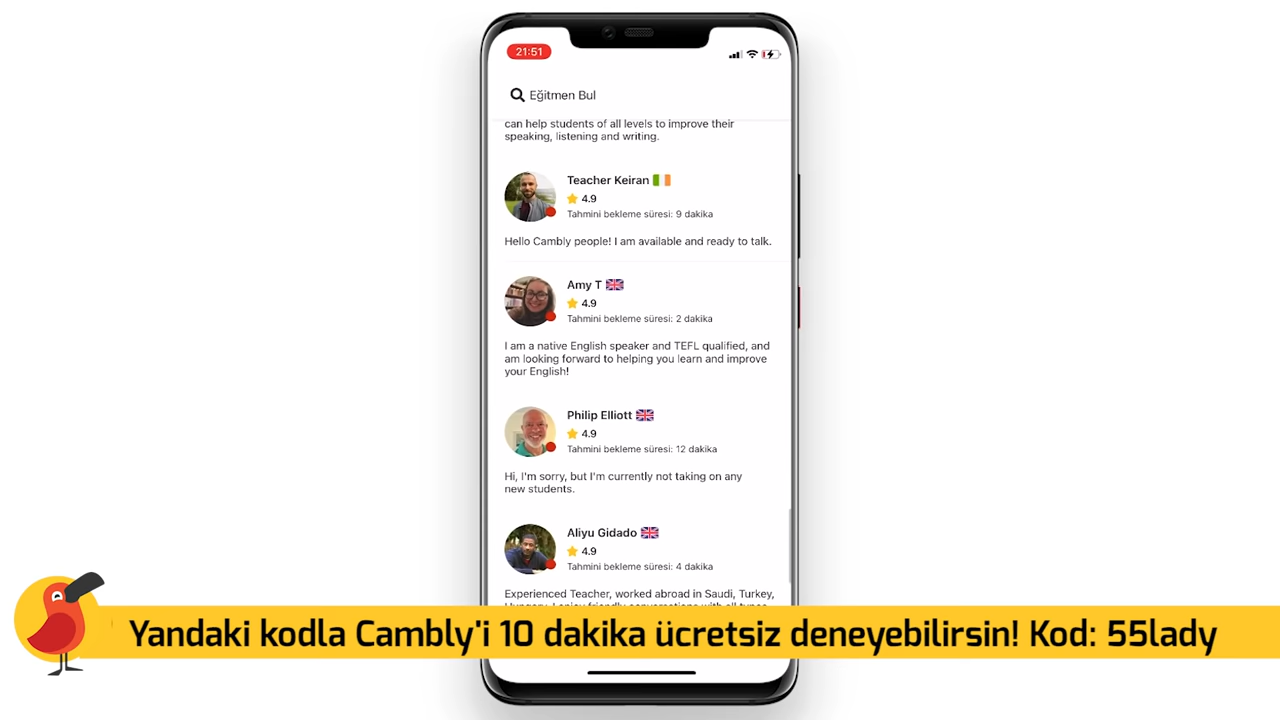 21:51
Eğitmen Bul
can help students of all levels to improve their
speaking, listening and writing.
Teacher Keiran
4.9
Tahmini bekleme süresi: 9 dakika
Hello Cambly people! I am available and ready to talk.
Amy T
4.9
Tahmini bekleme süresi: 2 dakika
I am a native English speaker and TEFL qualified, and
am looking forward to helping you learn and improve
your English!
Philip Elliott
4.9
Tahmini bekleme süresi: 12 dakika
Hi, I'm sorry, but I'm currently not taking on any
new students.
Aliyu Gidado
4.9
Tahmini bekleme süresi: 4 dakika
Experienced Teacher, worked abroad in Saudi, Turkey,
Yandaki kodla Cambly'i 10 dakika ücretsiz deneyebilirsin! Kod: 55lady